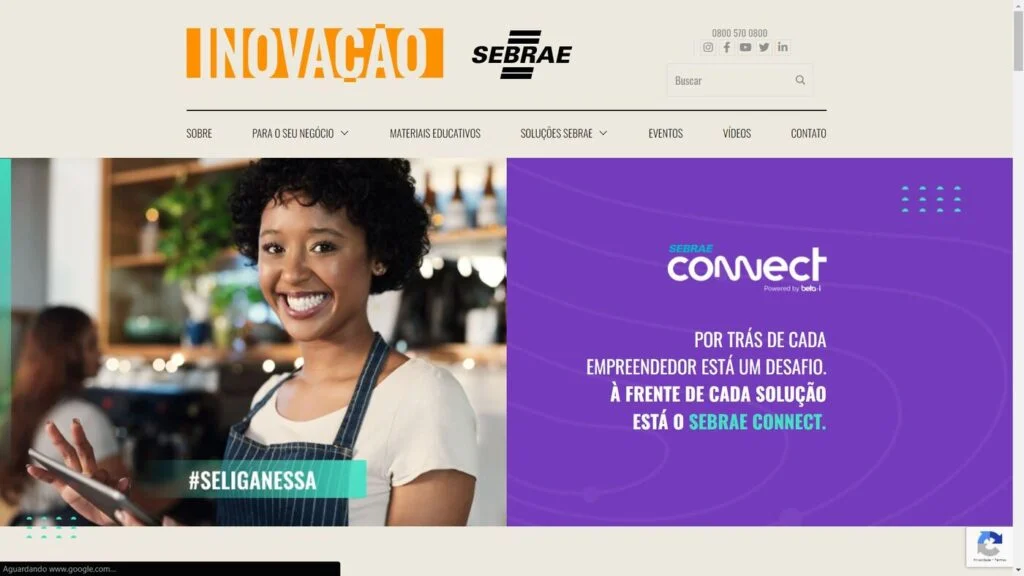 INOVAÇÃO
SEBRAE
0800 570 0800
Buscar
SOBRE
PARA O SEU NEGÓCIO
MATERIAIS EDUCATIVOS
SOLUÇÕES SEBRAE
EVENTOS
VÍDEOS
CONTATO
SEBRAE
connect
Powered by beta-i
POR TRÁS DE CADA
EMPREENDEDOR ESTÁ UM DESAFIO.
À FRENTE DE CADA SOLUÇÃO
ESTÁ O SEBRAE CONNECT.
#SELIGANESSA
Privacidade - Termos
Aguardando www.google.com...